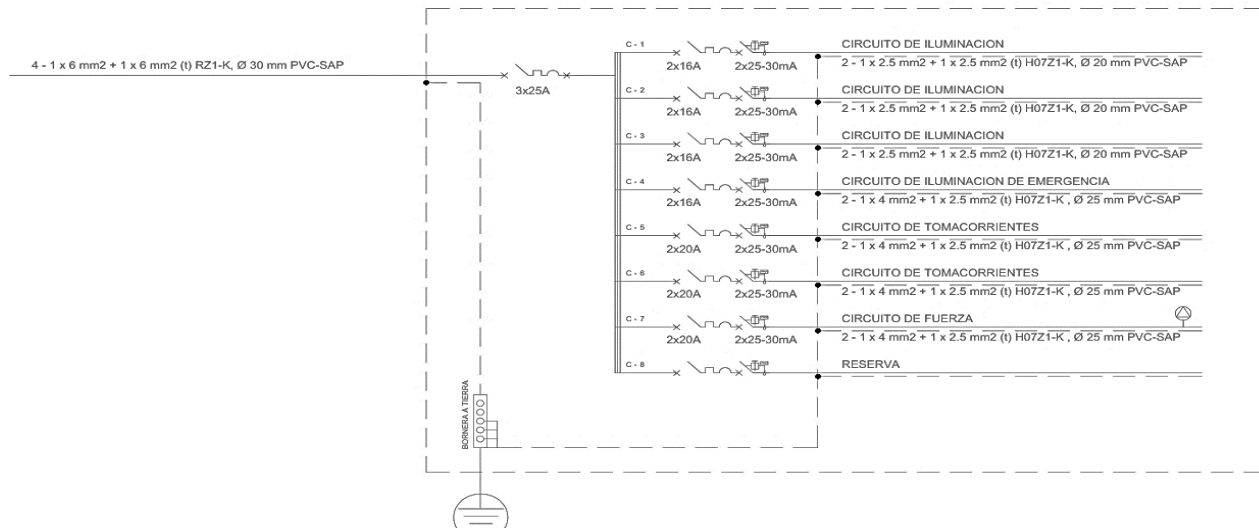 4 - 1 x 6 mm2 + 1 x 6 mm2 (t) RZ1-K, Ø 30 mm PVC-SAP
3x25A
C - 1
2x16A
2x25-30mA
CIRCUITO DE ILUMINACION
2 - 1 x 2.5 mm2 + 1 x 2.5 mm2 (t) H07Z1-K, Ø 20 mm PVC-SAP
C - 2
2x16A
2x25-30mA
CIRCUITO DE ILUMINACION
2 - 1 x 2.5 mm2 + 1 x 2.5 mm2 (t) H07Z1-K, Ø 20 mm PVC-SAP
C - 3
2x16A
2x25-30mA
CIRCUITO DE ILUMINACION
2 - 1 x 2.5 mm2 + 1 x 2.5 mm2 (t) H07Z1-K, Ø 20 mm PVC-SAP
C - 4
2x16A
2x25-30mA
CIRCUITO DE ILUMINACION DE EMERGENCIA
2 - 1 x 4 mm2 + 1 x 2.5 mm2 (t) H07Z1-K , Ø 25 mm PVC-SAP
C - 5
2x20A
2x25-30mA
CIRCUITO DE TOMACORRIENTES
2 - 1 x 4 mm2 + 1 x 2.5 mm2 (t) H07Z1-K , Ø 25 mm PVC-SAP
C - 6
2x20A
2x25-30mA
CIRCUITO DE TOMACORRIENTES
2 - 1 x 4 mm2 + 1 x 2.5 mm2 (t) H07Z1-K , Ø 25 mm PVC-SAP
C - 7
2x20A
2x25-30mA
CIRCUITO DE FUERZA
2 - 1 x 4 mm2 + 1 x 2.5 mm2 (t) H07Z1-K , Ø 25 mm PVC-SAP
C - 8
RESERVA
BORNERA A TIERRA